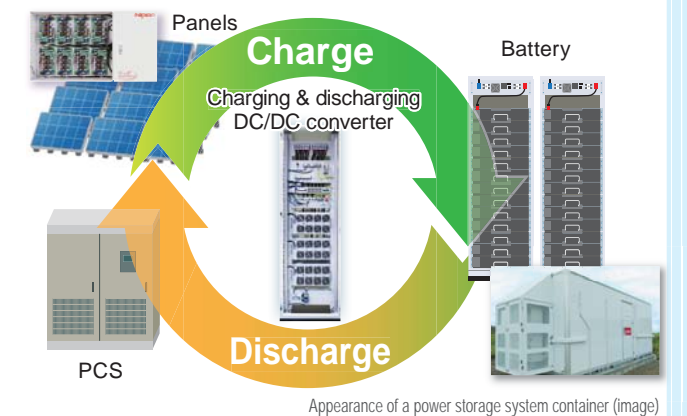 Panels
Charge
Battery
Charging & discharging
DC/DC converter
Discharge
PCS
Appearance of a power storage system container (image)